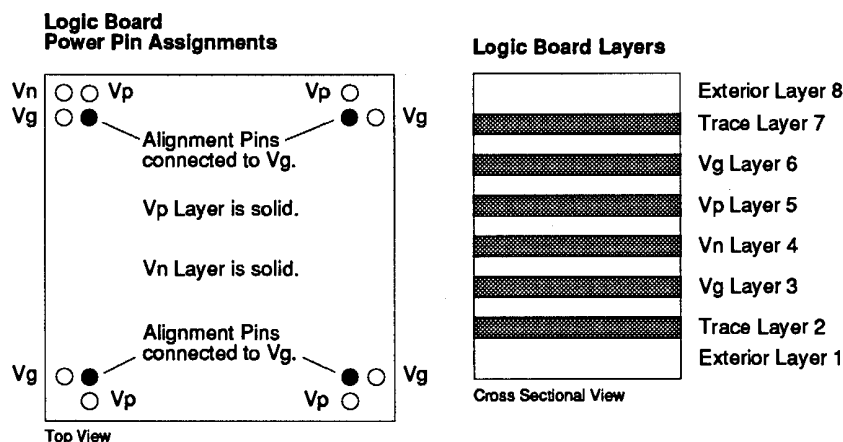 Logic Board
Power Pin Assignments
Vn
Vp
Vp
Vg
Vg
Alignment Pins
connected to Vg.
Vp Layer is solid.
Vn Layer is solid.
Alignment Pins
connected to Vg.
Vg
Vg
Vp
Vp
Top View
Logic Board Layers
Exterior Layer 8
Trace Layer 7
Vg Layer 6
Vp Layer 5
Vn Layer 4
Vg Layer 3
Trace Layer 2
Exterior Layer 1
Cross Sectional View